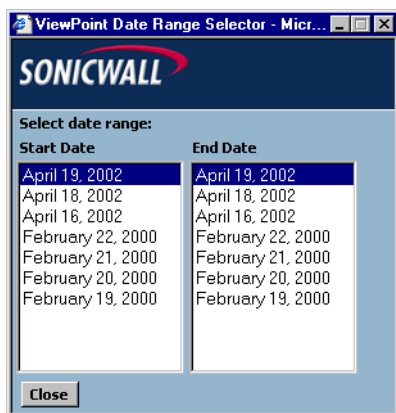 ViewPoint Date Range Selector - Micr...
SONICWALL
Select date range:
Start Date End Date
April 19, 2002 April 19, 2002
April 18, 2002 April 18, 2002
April 16, 2002 April 16, 2002
February 22, 2000 February 22, 2000
February 21, 2000 February 21, 2000
February 20, 2000 February 20, 2000
February 19, 2000 February 19, 2000
Close